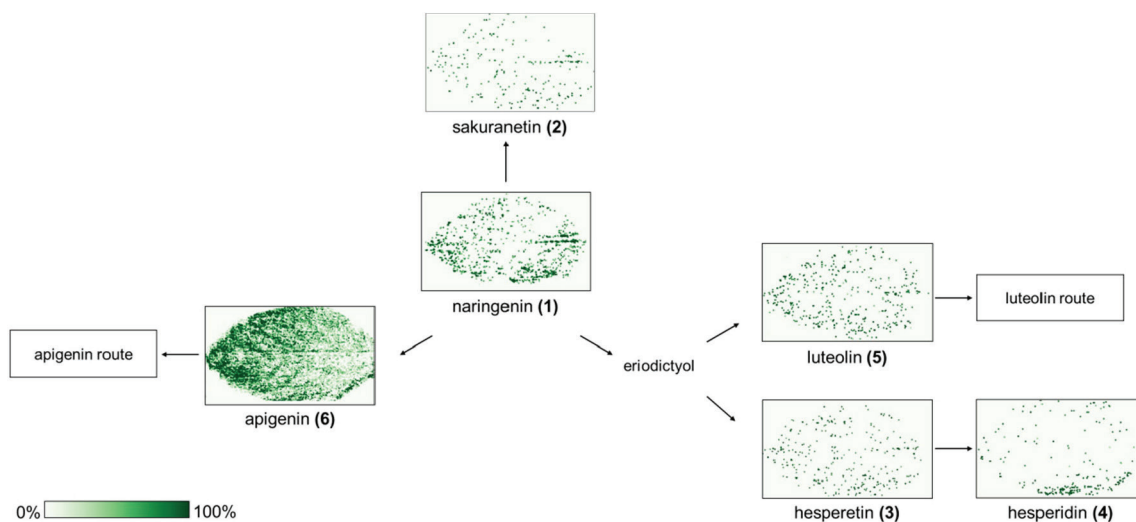 sakuranetin (2)
naringenin (1)
apigenin route
apigenin (6)
eriodictyol
luteolin (5)
luteolin route
hesperetin (3)
hesperidin (4)
0%
100%